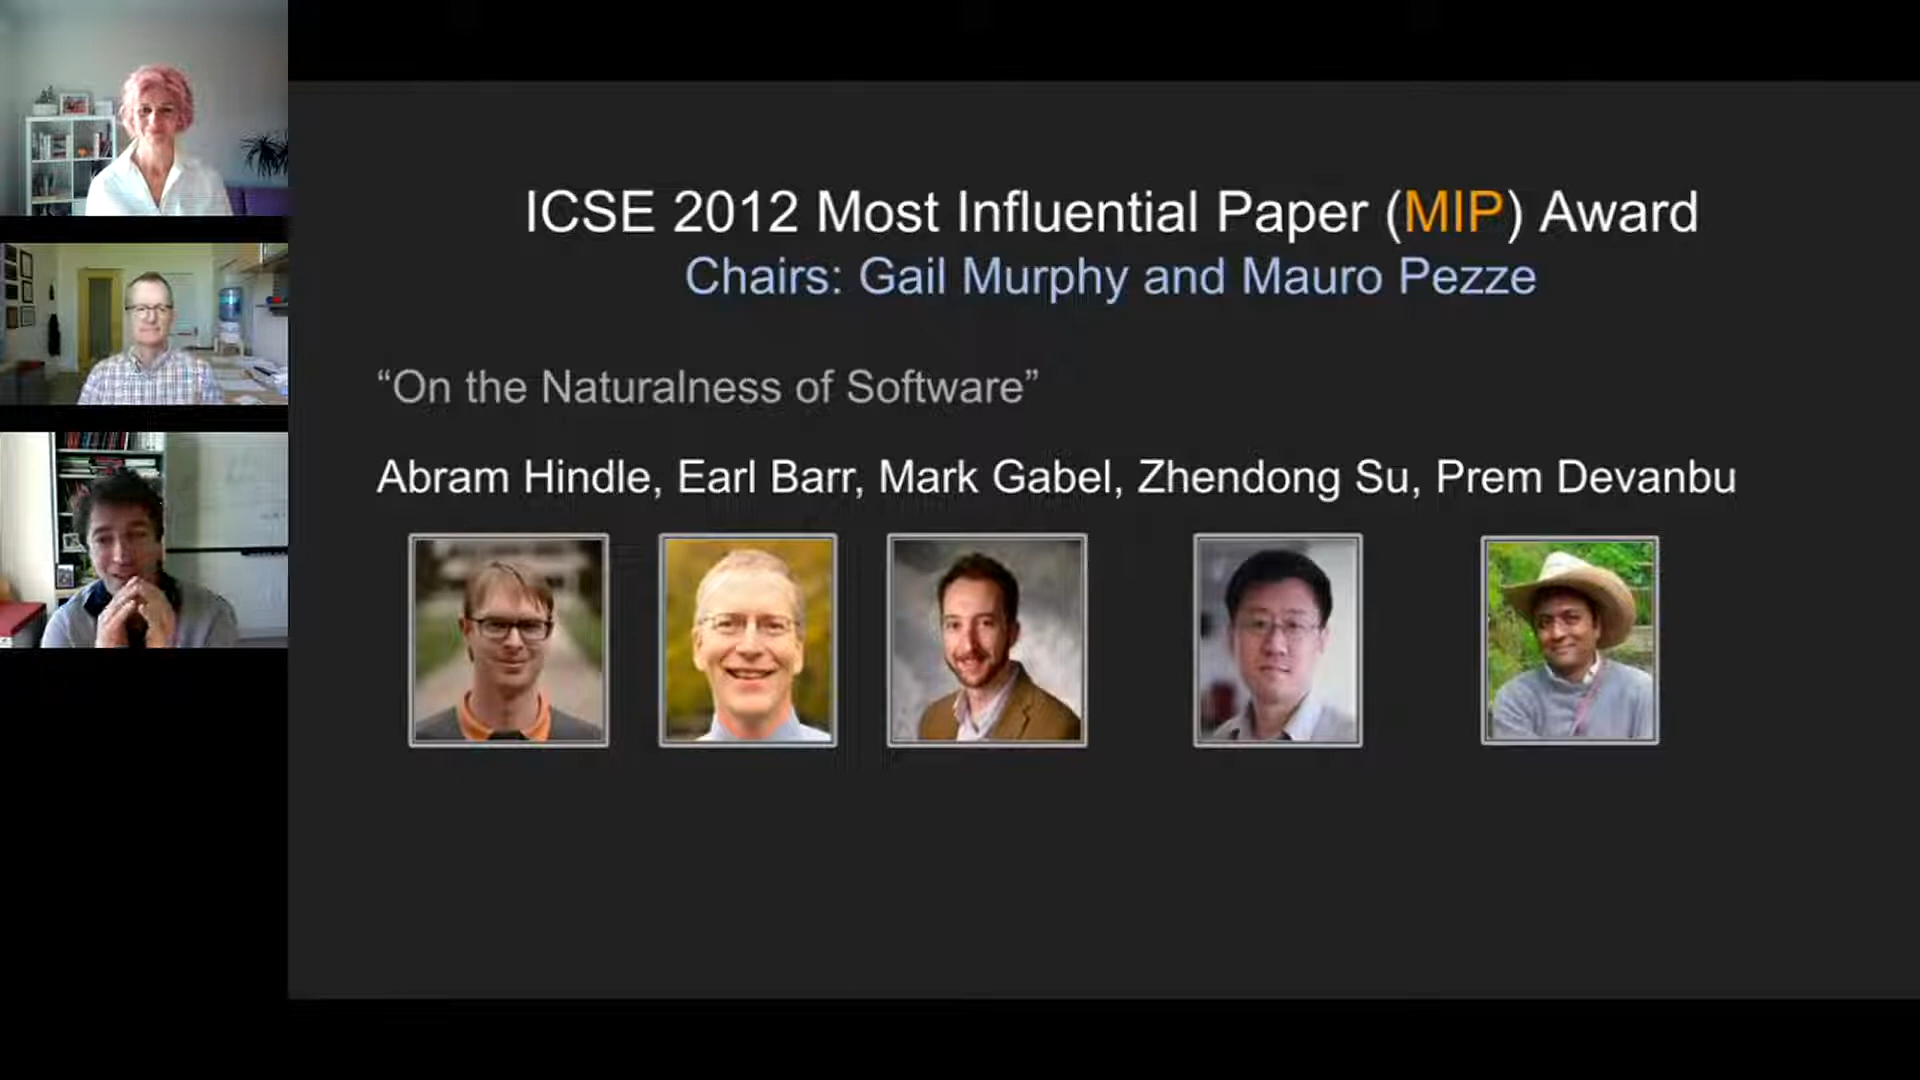 ICSE 2012 Most Influential Paper (MIP) Award
Chairs: Gail Murphy and Mauro Pezze
“On the Naturalness of Software”
Abram Hindle, Earl Barr, Mark Gabel, Zhendong Su, Prem Devanbu